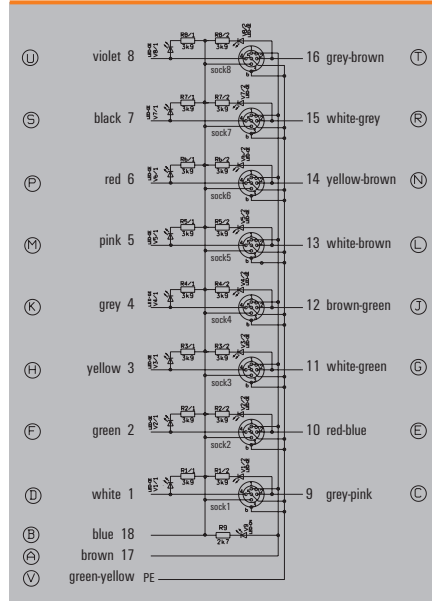 R8/1 R8/2
3k9 3k9
U violet 8 16 grey-brown T
sock8
R7/1 R7/2
3k9 3k9
S black 7 15 white-grey R
sock7
R6/1 R6/2
3k9 3k9
P red 6 14 yellow-brown N
sock6
R5/1 R5/2
3k9 3k9
M pink 5 13 white-brown L
sock5
R4/1 R4/2
3k9 3k9
K grey 4 12 brown-green J
sock4
R3/1 R3/2
3k9 3k9
H yellow 3 11 white-green G
sock3
R2/1 R2/2
3k9 3k9
F green 2 10 red-blue E
sock2
R1/1 R1/2
3k9 3k9
D white 1 9 grey-pink C
sock1
B blue 18 R9
2k7
A brown 17
V green-yellow PE